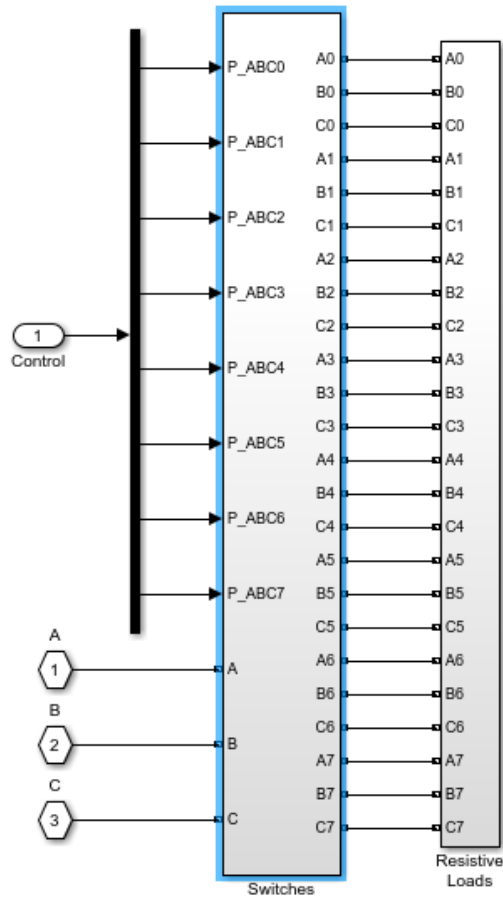 1
Control
P_ABC0
P_ABC1
P_ABC2
P_ABC3
P_ABC4
P_ABC5
P_ABC6
P_ABC7
A
1
A
B
2
B
C
3
C
A0
B0
C0
A1
B1
C1
A2
B2
C2
A3
B3
C3
A4
B4
C4
A5
B5
C5
A6
B6
C6
A7
B7
C7
Switches
A0
B0
C0
A1
B1
C1
A2
B2
C2
A3
B3
C3
A4
B4
C4
A5
B5
C5
A6
B6
C6
A7
B7
C7
Resistive
Loads